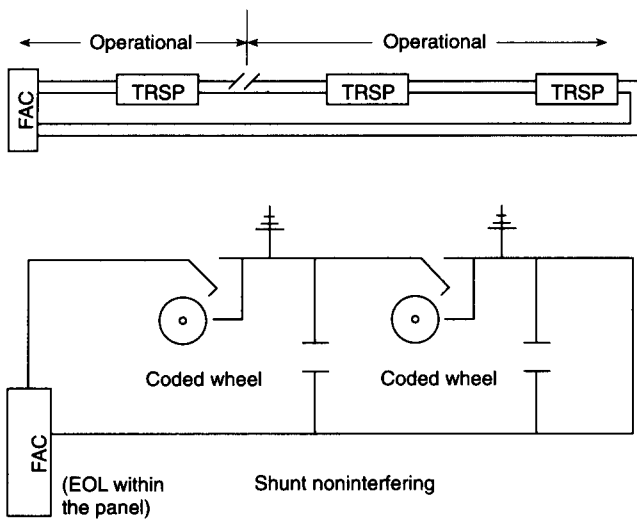 Operational
Operational
FAC
TRSP
TRSP
TRSP
Coded wheel
Coded wheel
FAC
(EOL within
the panel)
Shunt noninterfering